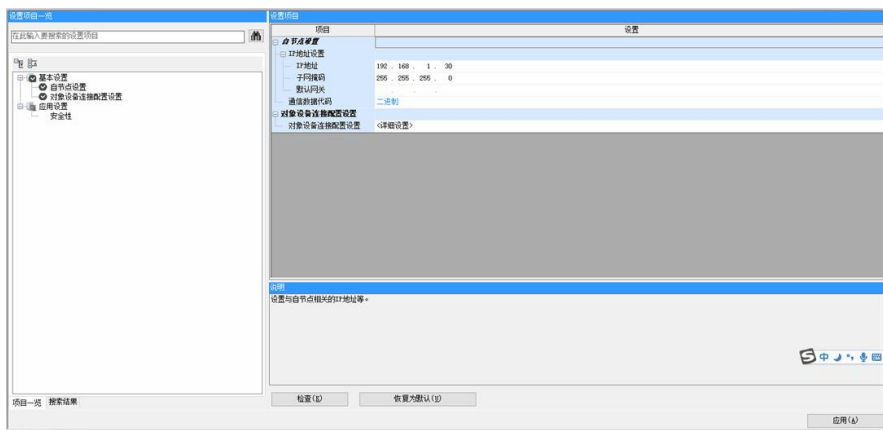 设置项目一览
在此输入要搜索的设置项目
基本设置
自节点设置
对象设备连接配置设置
应用设置
安全性
项目一览 搜索结果
设置项目
项目 设置
自节点设置
IP地址设置
IP地址 192 . 168 . 1 . 30
子网掩码 255 . 255 . 255 . 0
默认网关 . . .
通信数据代码 二进制
对象设备连接配置设置
对象设备连接配置设置 <详细设置>
说明
设置与自节点相关的IP地址等。
中
检查(K) 恢复为默认(U)
应用(A)